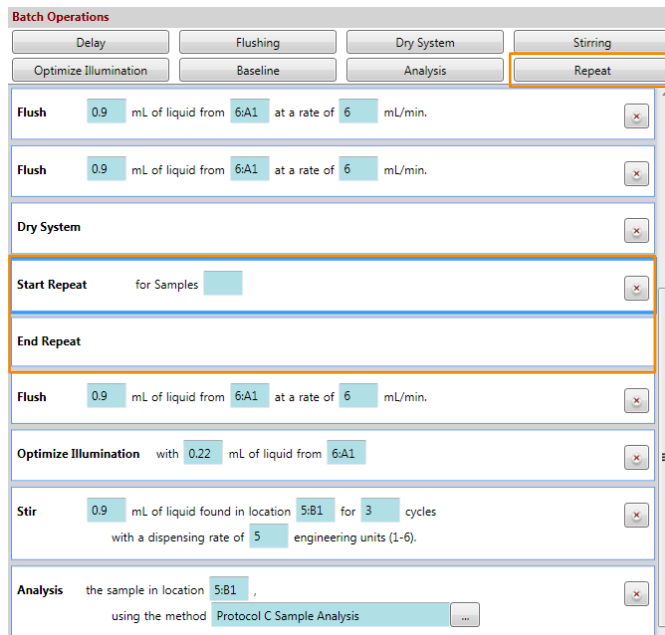 Batch Operations
Delay Flushing Dry System Stirring
Optimize Illumination Baseline Analysis Repeat
Flush 0.9 mL of liquid from 6:A1 at a rate of 6 mL/min.
Flush 0.9 mL of liquid from 6:A1 at a rate of 6 mL/min.
Dry System
Start Repeat for Samples
End Repeat
Flush 0.9 mL of liquid from 6:A1 at a rate of 6 mL/min.
Optimize Illumination with 0.22 mL of liquid from 6:A1
Stir 0.9 mL of liquid found in location 5:B1 for 3 cycles
with a dispensing rate of 5 engineering units (1-6).
Analysis the sample in location 5:B1 ,
using the method Protocol C Sample Analysis ...